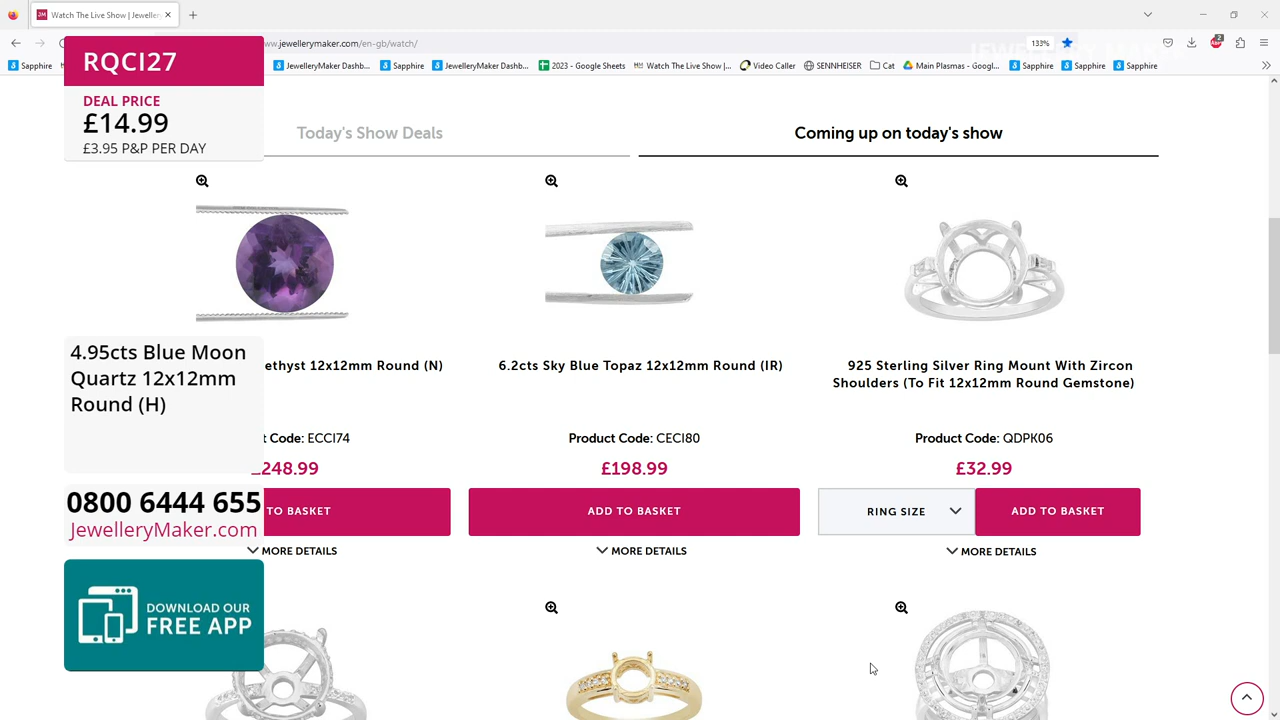 Watch The Live Show | Jeweller
ww.jewellerymaker.com/en-gb/watch/
133%
2
Sapphire
JewelleryMaker Dashb...
Sapphire
JewelleryMaker Dashb...
2023 - Google Sheets
Watch The Live Show |...
Video Caller
SENNHEISER
Cat
Main Plasmas - Googl...
Sapphire
Sapphire
Sapphire
RQCI27
DEAL PRICE
£14.99
£3.95 P&P PER DAY
Today's Show Deals
Coming up on today's show
4.95cts Blue Moon
Quartz 12x12mm
Round (H)
ethyst 12x12mm Round (N)
t Code: ECCI74
£248.99
TO BASKET
MORE DETAILS
6.2cts Sky Blue Topaz 12x12mm Round (IR)
Product Code: CECI80
£198.99
ADD TO BASKET
MORE DETAILS
925 Sterling Silver Ring Mount With Zircon
Shoulders (To Fit 12x12mm Round Gemstone)
Product Code: QDPK06
£32.99
RING SIZE
ADD TO BASKET
MORE DETAILS
0800 6444 655
JewelleryMaker.com
DOWNLOAD OUR
FREE APP